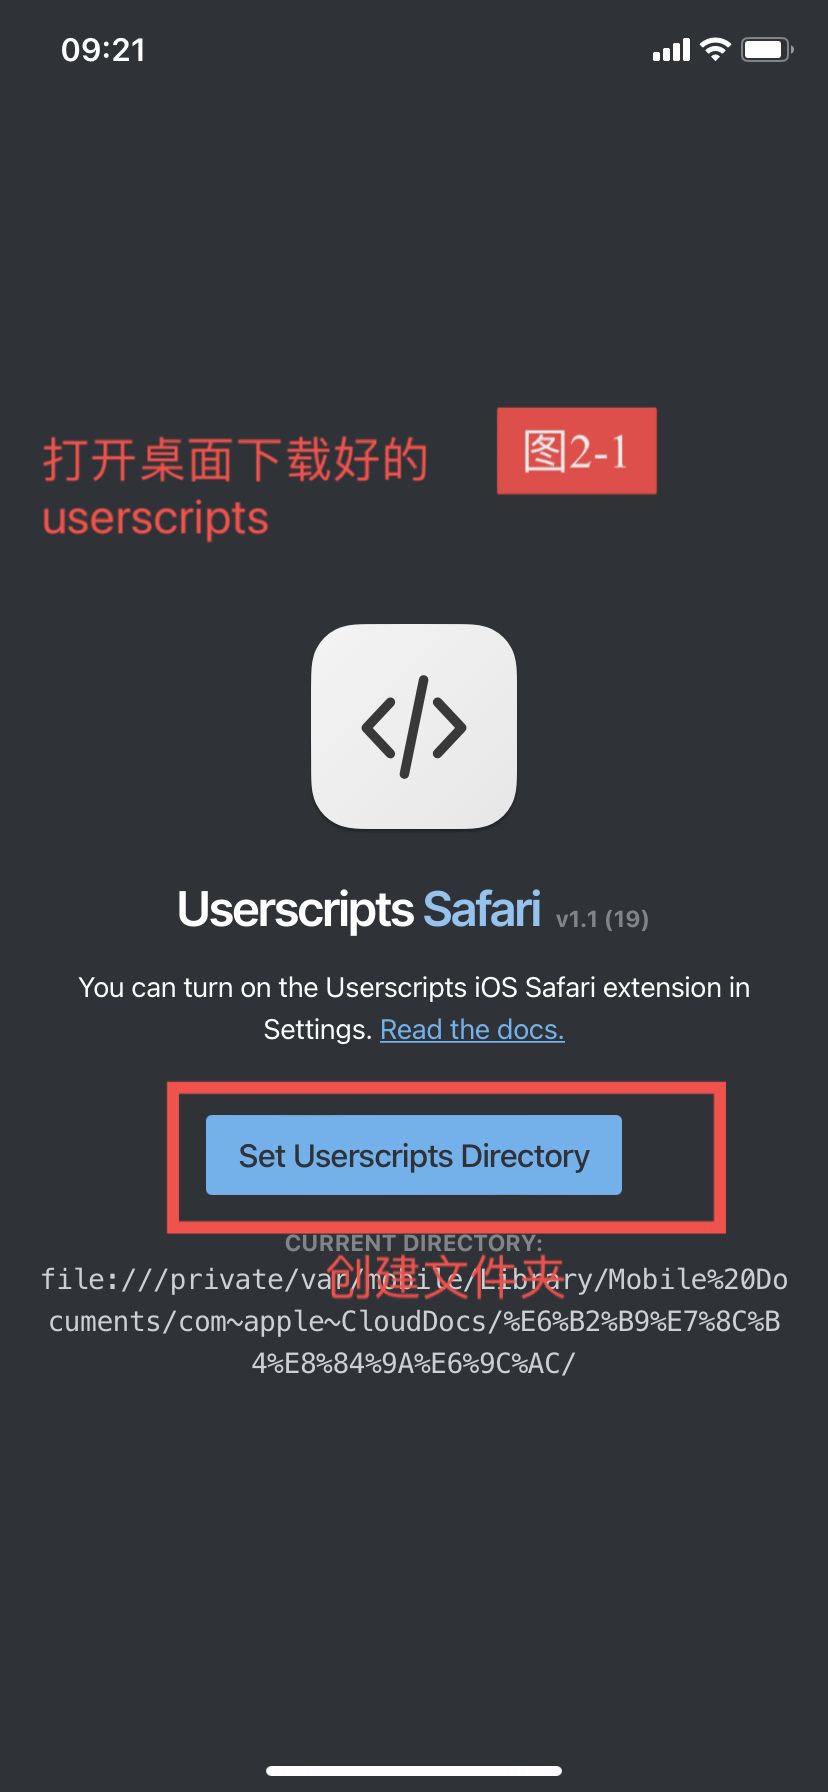 09:21
打开桌面下载好的
userscripts
图2-1
Userscripts Safari v1.1 (19)
You can turn on the Userscripts iOS Safari extension in
Settings. Read the docs.
Set Userscripts Directory
CURRENT DIRECTORY:
创建文件夹
file:///private/var/mobile/Library/Mobile%20Do
cuments/com~apple~CloudDocs/%E6%B2%B9%E7%8C%B
4%E8%84%9A%E6%9C%AC/